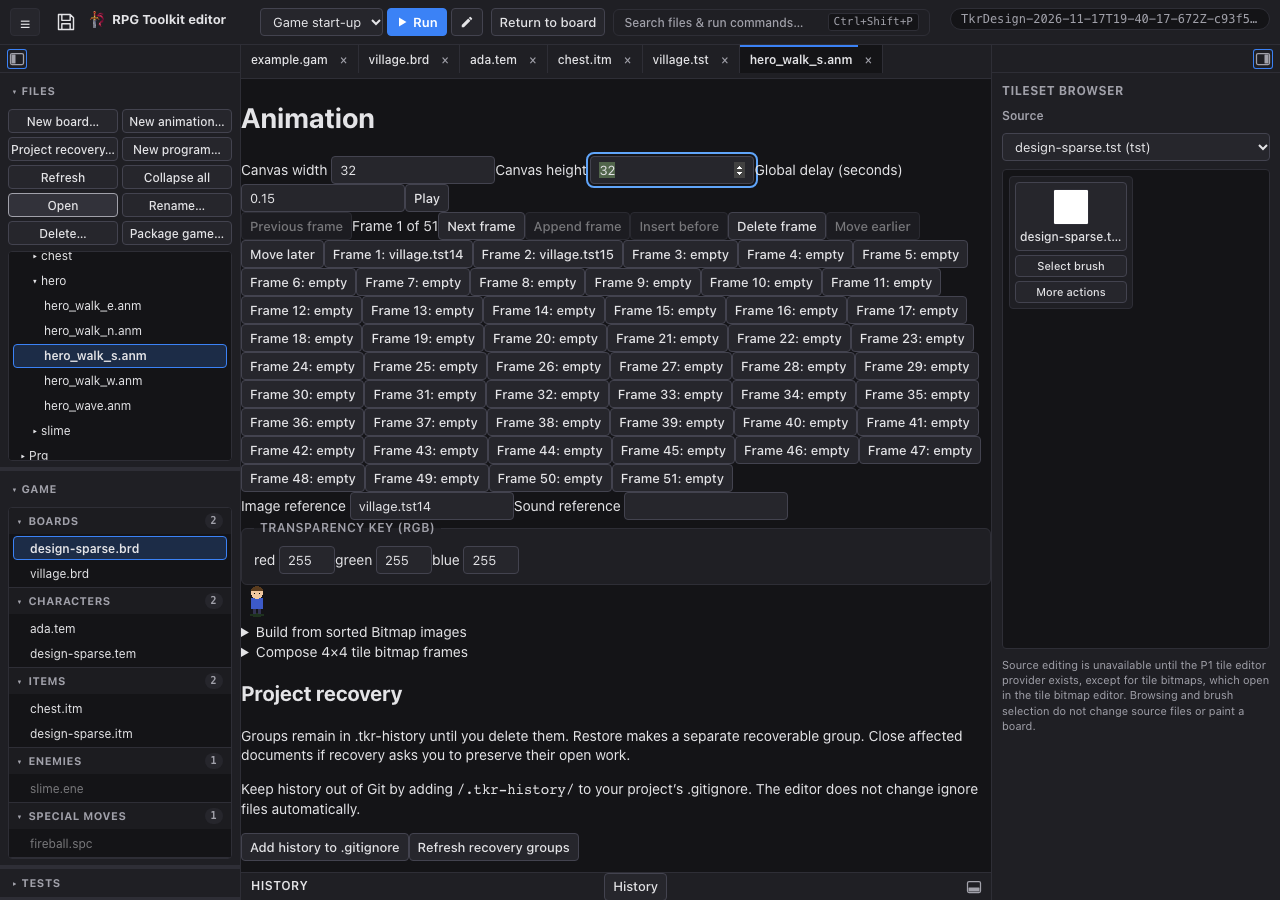 RPG Toolkit editor
Game start-up
Run
Return to board
Search files & run commands...
Ctrl+Shift+P
TkrDesign-2026-11-17T19-40-17-672Z-c93f5…
FILES
New board...
New animation...
Project recovery...
New program...
Refresh
Collapse all
Open
Rename...
Delete...
Package game...
chest
hero
hero_walk_e.anm
hero_walk_n.anm
hero_walk_s.anm
hero_walk_w.anm
hero_wave.anm
slime
Prg
GAME
BOARDS 2
design-sparse.brd
village.brd
CHARACTERS 2
ada.tem
design-sparse.tem
ITEMS 2
chest.itm
design-sparse.itm
ENEMIES 1
slime.ene
SPECIAL MOVES 1
fireball.spc
TESTS
example.gam ×
village.brd ×
ada.tem ×
chest.itm ×
village.tst ×
hero_walk_s.anm ×
Animation
Canvas width 32 Canvas height 32 Global delay (seconds)
0.15 Play
Previous frame Frame 1 of 51 Next frame Append frame Insert before Delete frame Move earlier
Move later Frame 1: village.tst14 Frame 2: village.tst15 Frame 3: empty Frame 4: empty Frame 5: empty
Frame 6: empty Frame 7: empty Frame 8: empty Frame 9: empty Frame 10: empty Frame 11: empty
Frame 12: empty Frame 13: empty Frame 14: empty Frame 15: empty Frame 16: empty Frame 17: empty
Frame 18: empty Frame 19: empty Frame 20: empty Frame 21: empty Frame 22: empty Frame 23: empty
Frame 24: empty Frame 25: empty Frame 26: empty Frame 27: empty Frame 28: empty Frame 29: empty
Frame 30: empty Frame 31: empty Frame 32: empty Frame 33: empty Frame 34: empty Frame 35: empty
Frame 36: empty Frame 37: empty Frame 38: empty Frame 39: empty Frame 40: empty Frame 41: empty
Frame 42: empty Frame 43: empty Frame 44: empty Frame 45: empty Frame 46: empty Frame 47: empty
Frame 48: empty Frame 49: empty Frame 50: empty Frame 51: empty
Image reference village.tst14 Sound reference
TRANSPARENCY KEY (RGB)
red 255 green 255 blue 255
Build from sorted Bitmap images
Compose 4×4 tile bitmap frames
Project recovery
Groups remain in .tkr-history until you delete them. Restore makes a separate recoverable group. Close affected
documents if recovery asks you to preserve their open work.
Keep history out of Git by adding /.tkr-history/ to your project's .gitignore. The editor does not change ignore
files automatically.
Add history to .gitignore
Refresh recovery groups
HISTORY
History
TILESET BROWSER
Source
design-sparse.tst (tst)
design-sparse.t...
Select brush
More actions
Source editing is unavailable until the P1 tile editor
provider exists, except for tile bitmaps, which open
in the tile bitmap editor. Browsing and brush
selection do not change source files or paint a
board.